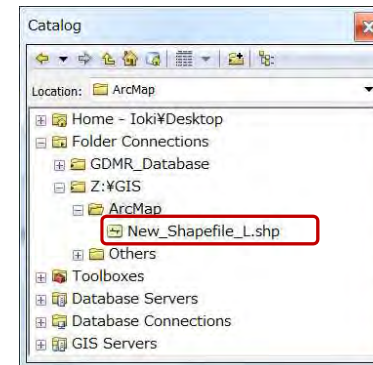 Catalog
Location: ArcMap
Home - Ioki¥Desktop
Folder Connections
GDMR_Database
Z:¥GIS
ArcMap
New_Shapefile_L.shp
Others
Toolboxes
Database Servers
Database Connections
GIS Servers